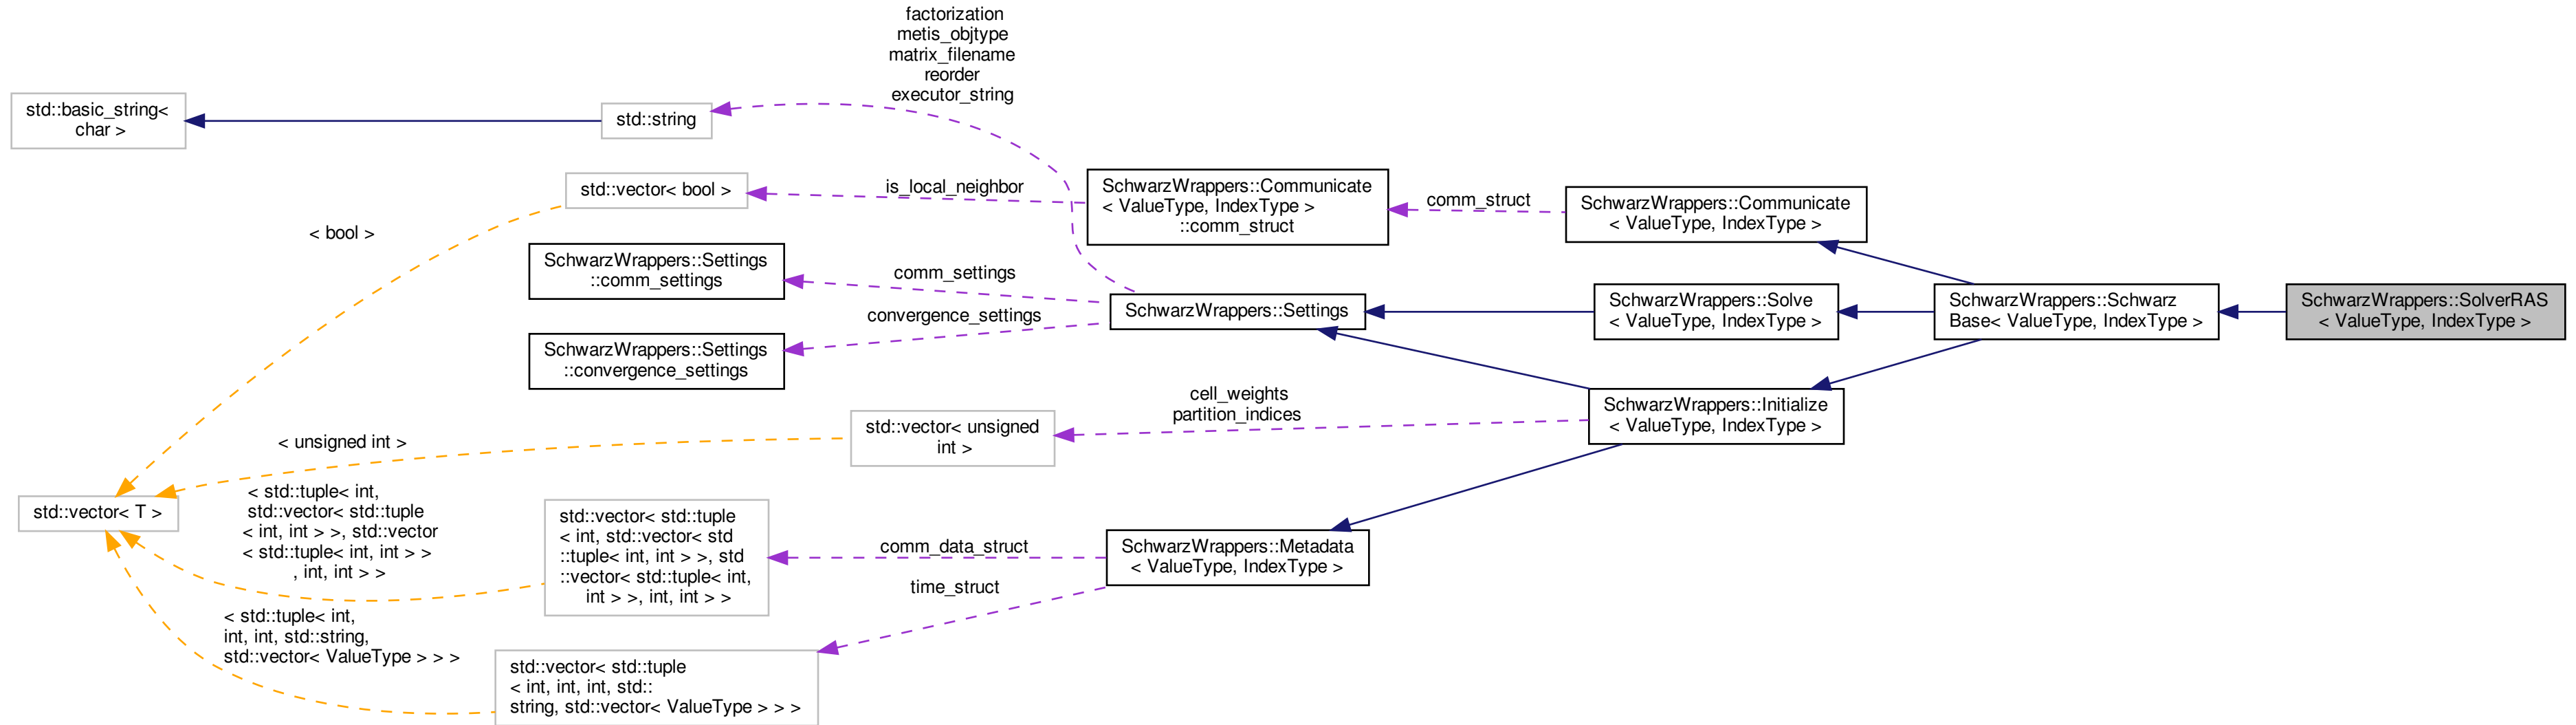 factorization
metis_objtype
matrix_filename
reorder
executor_string
std::basic_string<
char >
std::string
std::vector< bool >
is_local_neighbor
SchwarzWrappers::Communicate
< ValueType, IndexType >
::comm_struct
comm_struct
SchwarzWrappers::Communicate
< ValueType, IndexType >
< bool >
SchwarzWrappers::Settings
::comm_settings
comm_settings
convergence_settings
SchwarzWrappers::Settings
SchwarzWrappers::Solve
< ValueType, IndexType >
SchwarzWrappers::Schwarz
Base< ValueType, IndexType >
SchwarzWrappers::SolverRAS
< ValueType, IndexType >
SchwarzWrappers::Settings
::convergence_settings
cell_weights
partition_indices
SchwarzWrappers::Initialize
< ValueType, IndexType >
std::vector< unsigned
int >
< unsigned int >
std::vector< T >
< std::tuple< int,
std::vector< std::tuple
< int, int > >, std::vector
< std::tuple< int, int > >
, int, int > >
std::vector< std::tuple
< int, std::vector< std
::tuple< int, int > >, std
::vector< std::tuple< int,
int > >, int, int > >
comm_data_struct
SchwarzWrappers::Metadata
< ValueType, IndexType >
time_struct
< std::tuple< int,
int, int, std::string,
std::vector< ValueType > > >
std::vector< std::tuple
< int, int, int, std::
string, std::vector< ValueType > > >